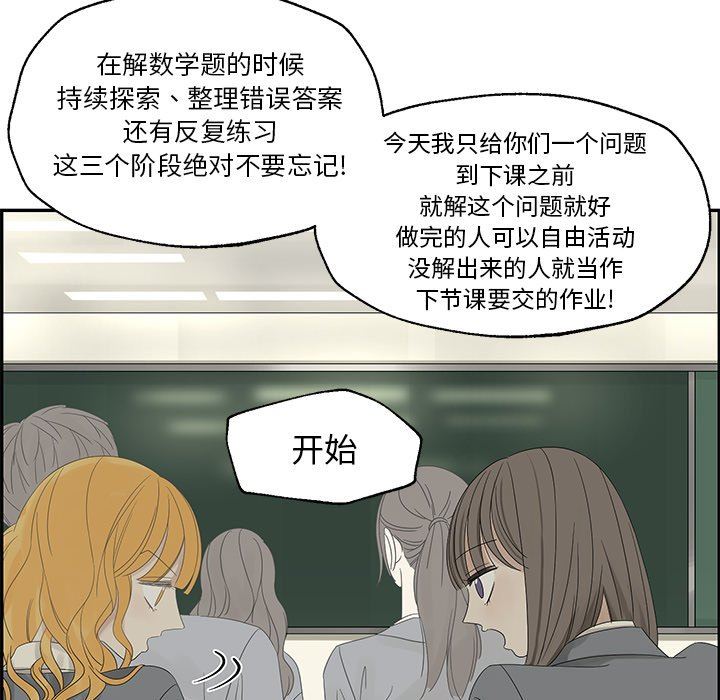 在解数学题的时候
持续探索、整理错误答案
还有反复练习
这三个阶段绝对不要忘记!
今天我只给你们一个问题
到下课之前
就解这个问题就好
做完的人可以自由活动
没解出来的人就当作
下节课要交的作业!
开始